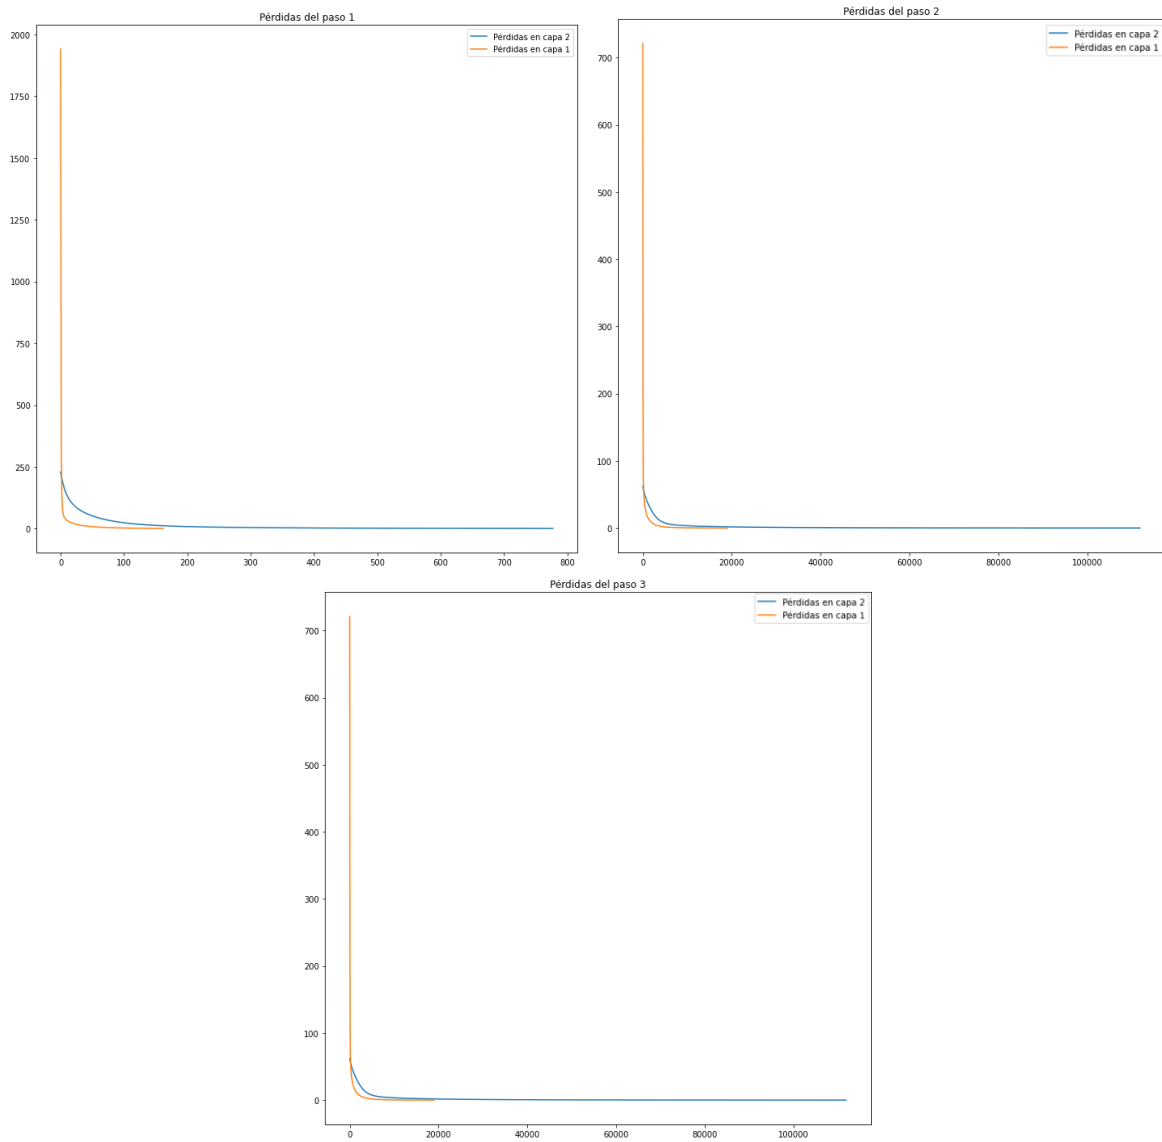 Pérdidas del paso 1
Pérdidas en capa 2
Pérdidas en capa 1
2000
1750
1500
1250
1000
750
500
250
0
0 100 200 300 400 500 600 700 800
Pérdidas del paso 2
Pérdidas en capa 2
Pérdidas en capa 1
700
600
500
400
300
200
100
0
0 20000 40000 60000 80000 100000
Pérdidas del paso 3
Pérdidas en capa 2
Pérdidas en capa 1
700
600
500
400
300
200
100
0
0 20000 40000 60000 80000 100000